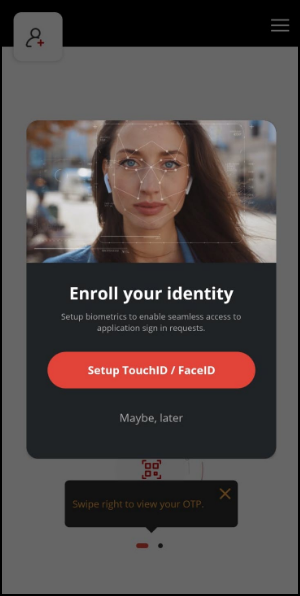 Enroll your identity
Setup biometrics to enable seamless access to
application sign in requests.
Setup TouchID / FaceID
Maybe, later
Swipe right to view your OTP.